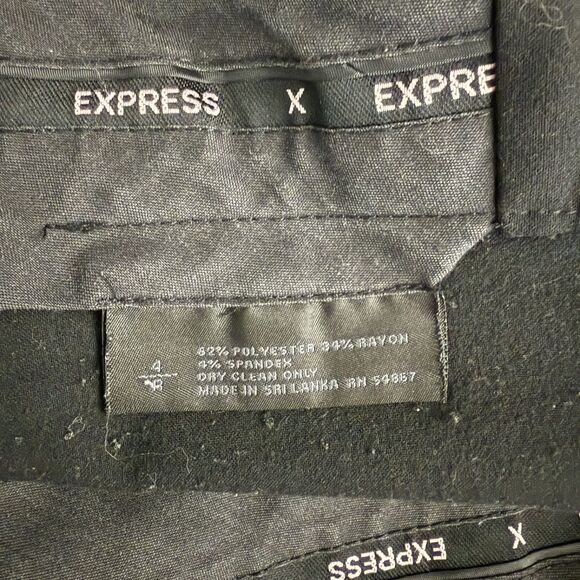 EXPRESS X EXPRE
4
R
62% POLYESTER 34% RAYON
4% SPANDEX
DRY CLEAN ONLY
MADE IN SRI LANKA RN 54867
EXPRESS X